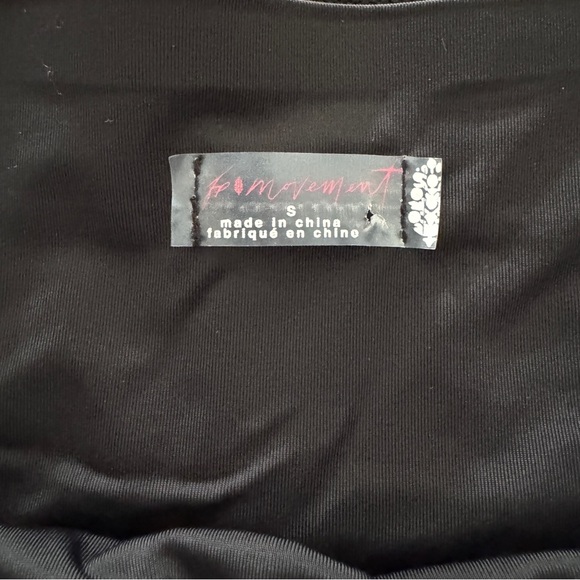 fp movement
S
made in china
fabriqué en chine